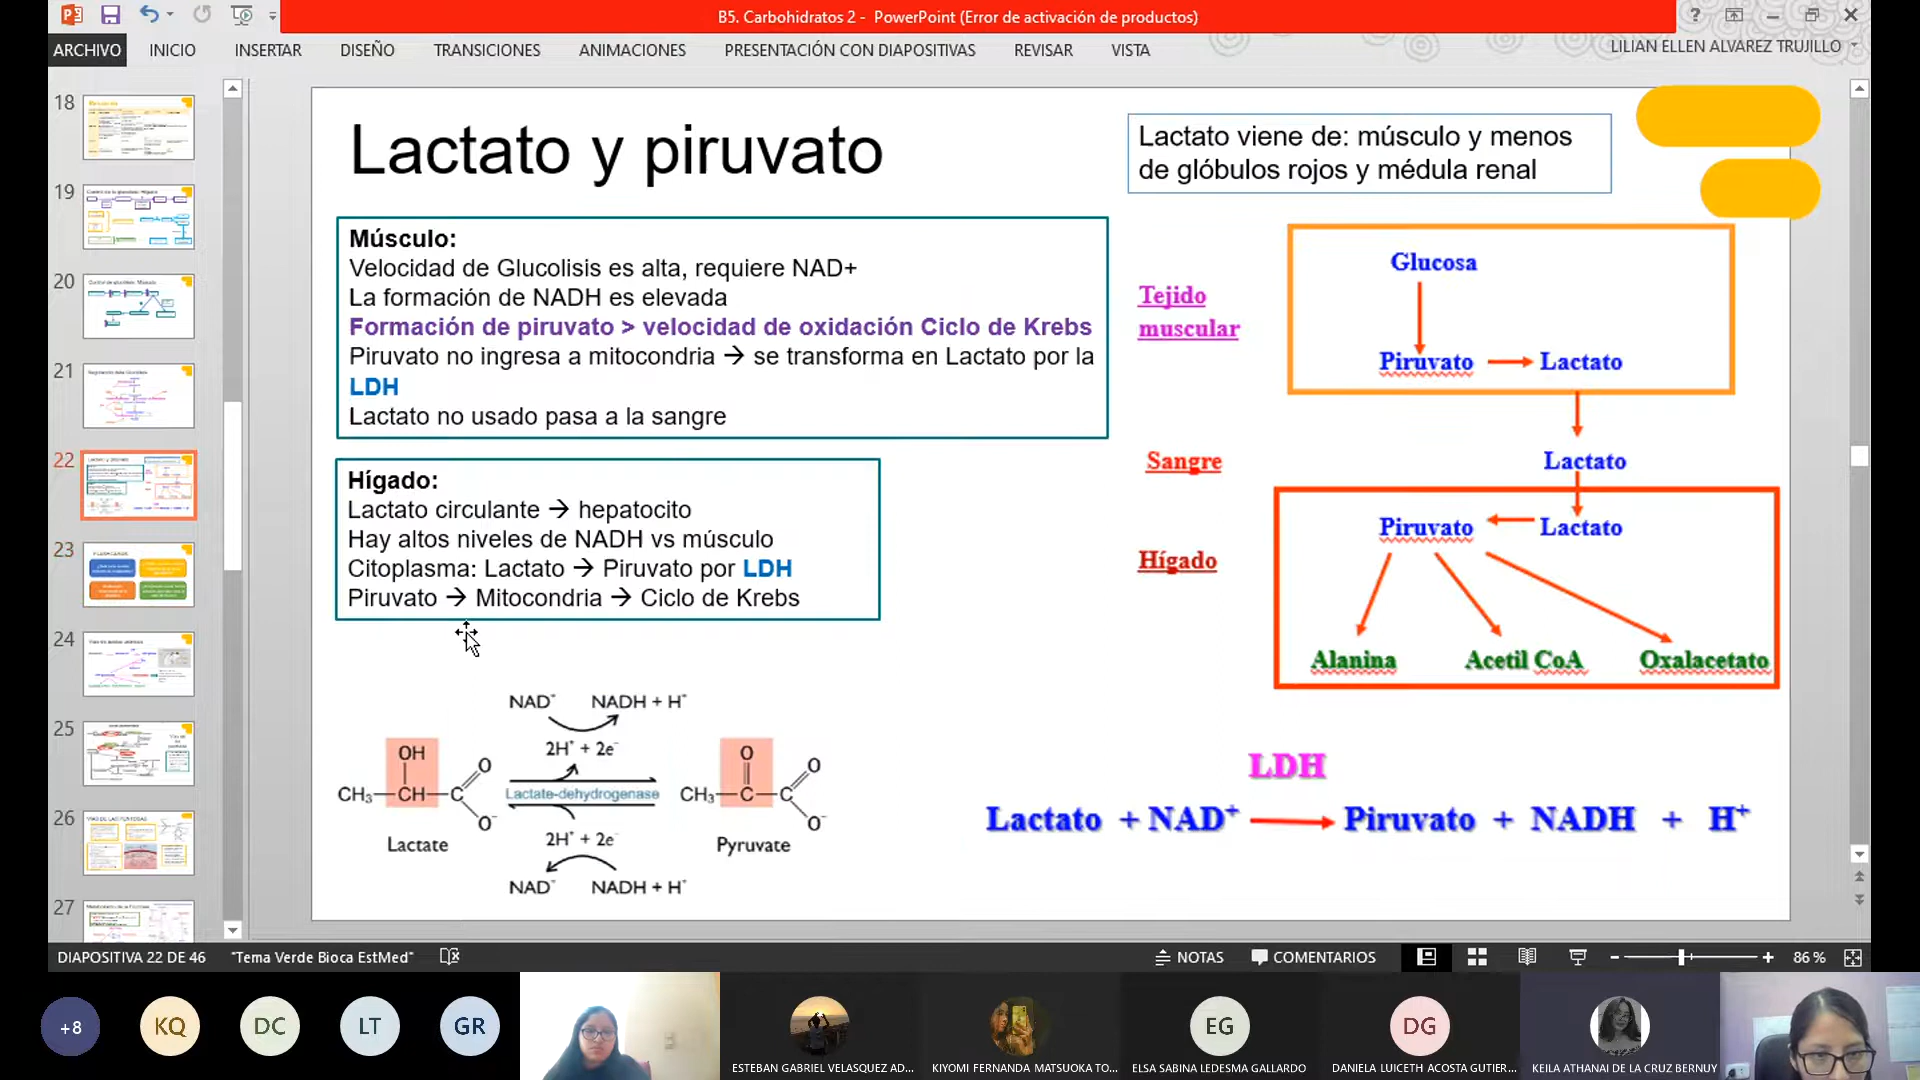 B5. Carbohidratos 2 - PowerPoint (Error de activación de productos)
ARCHIVO INICIO INSERTAR DISEÑO TRANSICIONES ANIMACIONES PRESENTACIÓN CON DIAPOSITIVAS REVISAR VISTA
LILIAN ELLEN ALVAREZ TRUJILLO
18
19
20
21
22
23
24
25
26
27
Lactato y piruvato
Lactato viene de: músculo y menos
de glóbulos rojos y médula renal
Músculo:
Velocidad de Glucolisis es alta, requiere NAD+
La formación de NADH es elevada
Formación de piruvato > velocidad de oxidación Ciclo de Krebs
Piruvato no ingresa a mitocondria → se transforma en Lactato por la
LDH
Lactato no usado pasa a la sangre
Hígado:
Lactato circulante → hepatocito
Hay altos niveles de NADH vs músculo
Citoplasma: Lactato → Piruvato por LDH
Piruvato → Mitocondria → Ciclo de Krebs
Tejido
muscular
Glucosa
Piruvato Lactato
Sangre
Lactato
Hígado
Piruvato Lactato
Alanina Acetil CoA Oxalacetato
NAD⁺ NADH + H⁺
2H⁺ + 2e⁻
OH
CH₃—CH—C
O
O⁻
Lactate-dehydrogenase
O
CH₃—C—C
O
O⁻
Lactate
2H⁺ + 2e⁻
Pyruvate
NAD⁺ NADH + H⁺
LDH
Lactato + NAD⁺ Piruvato + NADH + H⁺
DIAPOSITIVA 22 DE 46 "Tema Verde Bioca EstMed" NOTAS COMENTARIOS 86 %
+8 KQ DC LT GR EG DG
ESTEBAN GABRIEL VELASQUEZ AD... KIYOMI FERNANDA MATSUOKA TO... ELSA SABINA LEDESMA GALLARDO DANIELA LUICETH ACOSTA GUTIER... KEILA ATHANAI DE LA CRUZ BERNUY